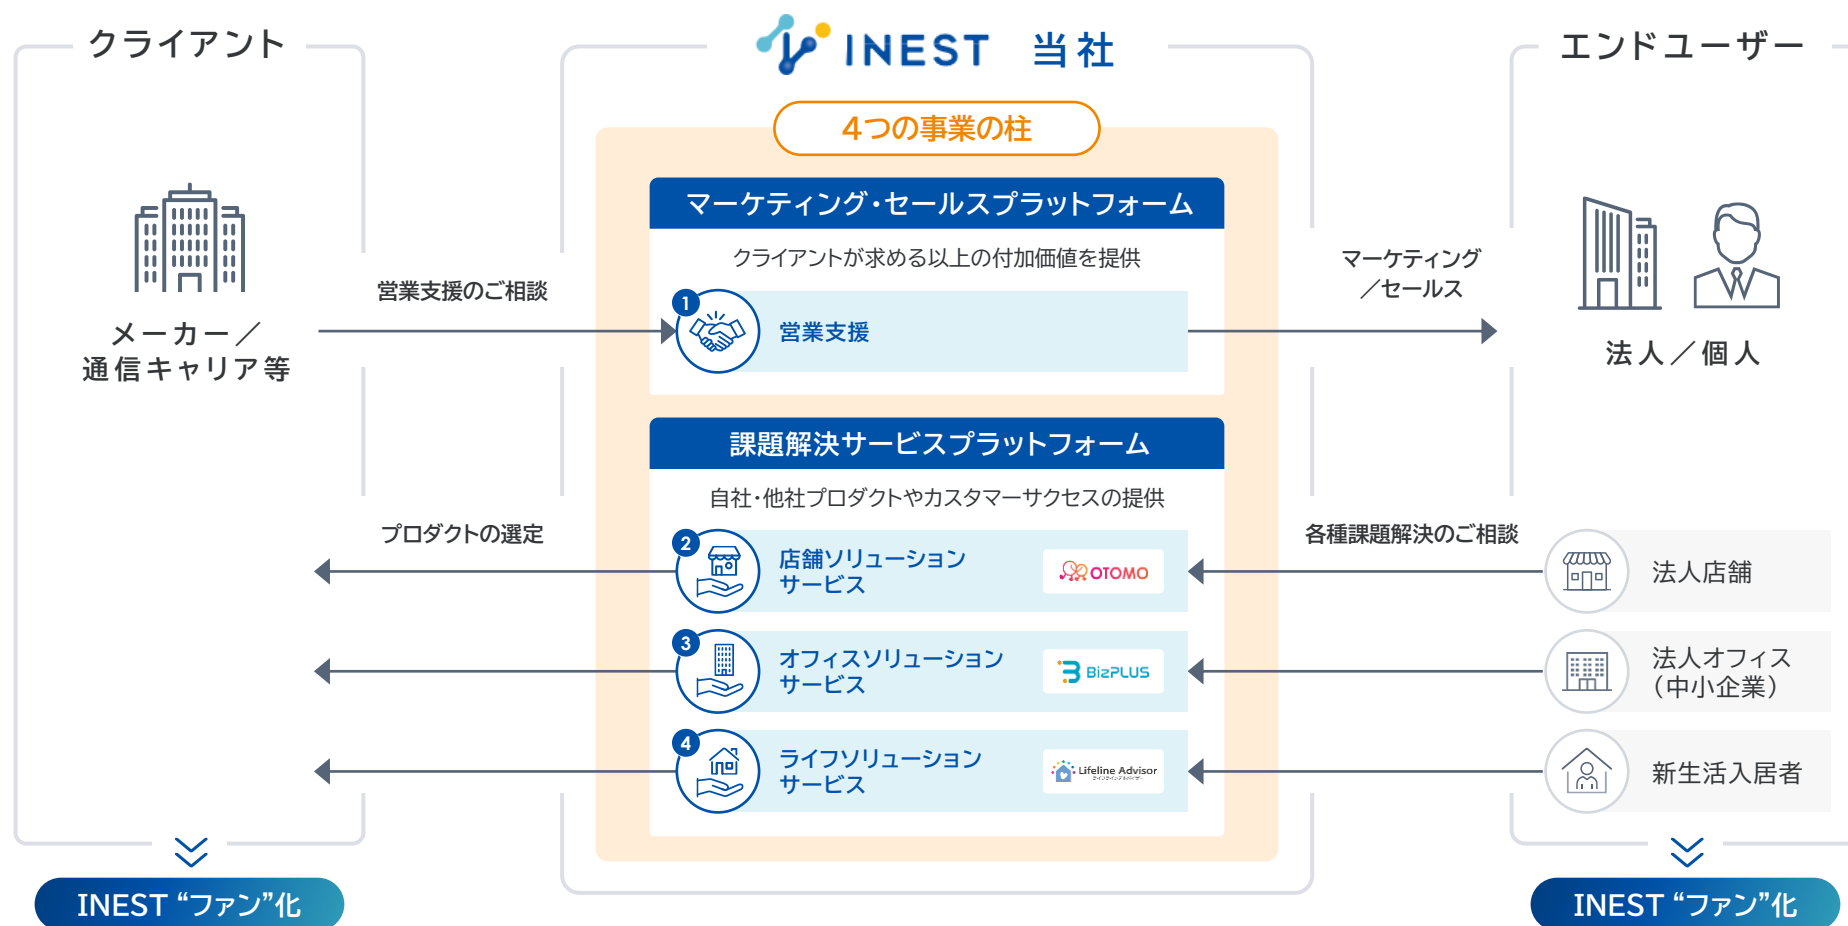 クライアント
メーカー／
通信キャリア等
営業支援のご相談
プロダクトの選定
INEST “ファン”化
INEST 当社
4つの事業の柱
マーケティング・セールスプラットフォーム
クライアントが求める以上の付加価値を提供
1
営業支援
課題解決サービスプラットフォーム
自社・他社プロダクトやカスタマーサクセスの提供
2
店舗ソリューション
サービス
OTOMO
3
オフィスソリューション
サービス
BizPLUS
4
ライフソリューション
サービス
Lifeline Advisor
マーケティング
／セールス
各種課題解決のご相談
エンドユーザー
法人／個人
法人店舗
法人オフィス
（中小企業）
新生活入居者
INEST “ファン”化